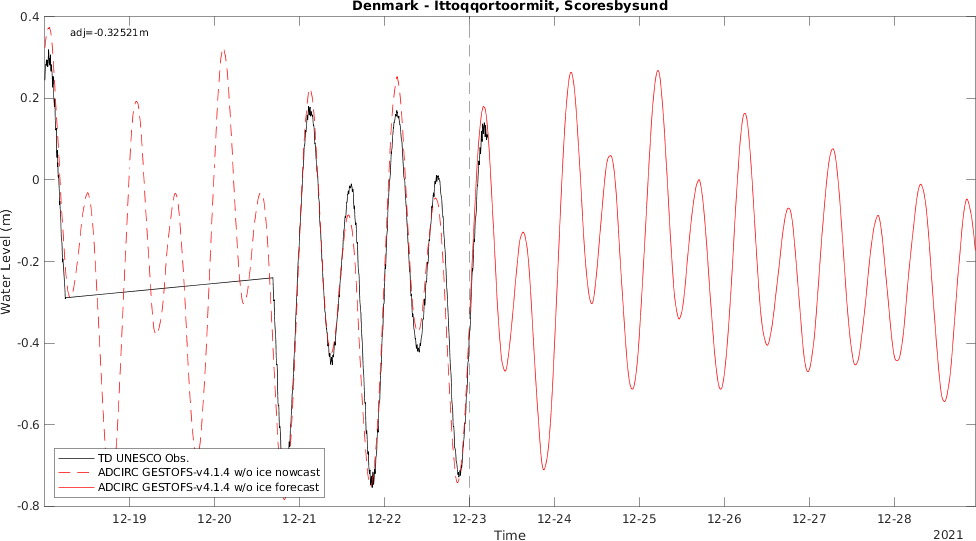 Denmark - Ittoqqortoormiit, Scoresbysund
adj=-0.32521m
0.4
0.2
0
-0.2
-0.4
-0.6
-0.8
Water Level (m)
TD UNESCO Obs.
ADCIRC GESTOFS-v4.1.4 w/o ice nowcast
ADCIRC GESTOFS-v4.1.4 w/o ice forecast
12-19 12-20 12-21 12-22 12-23 12-24 12-25 12-26 12-27 12-28
Time
2021